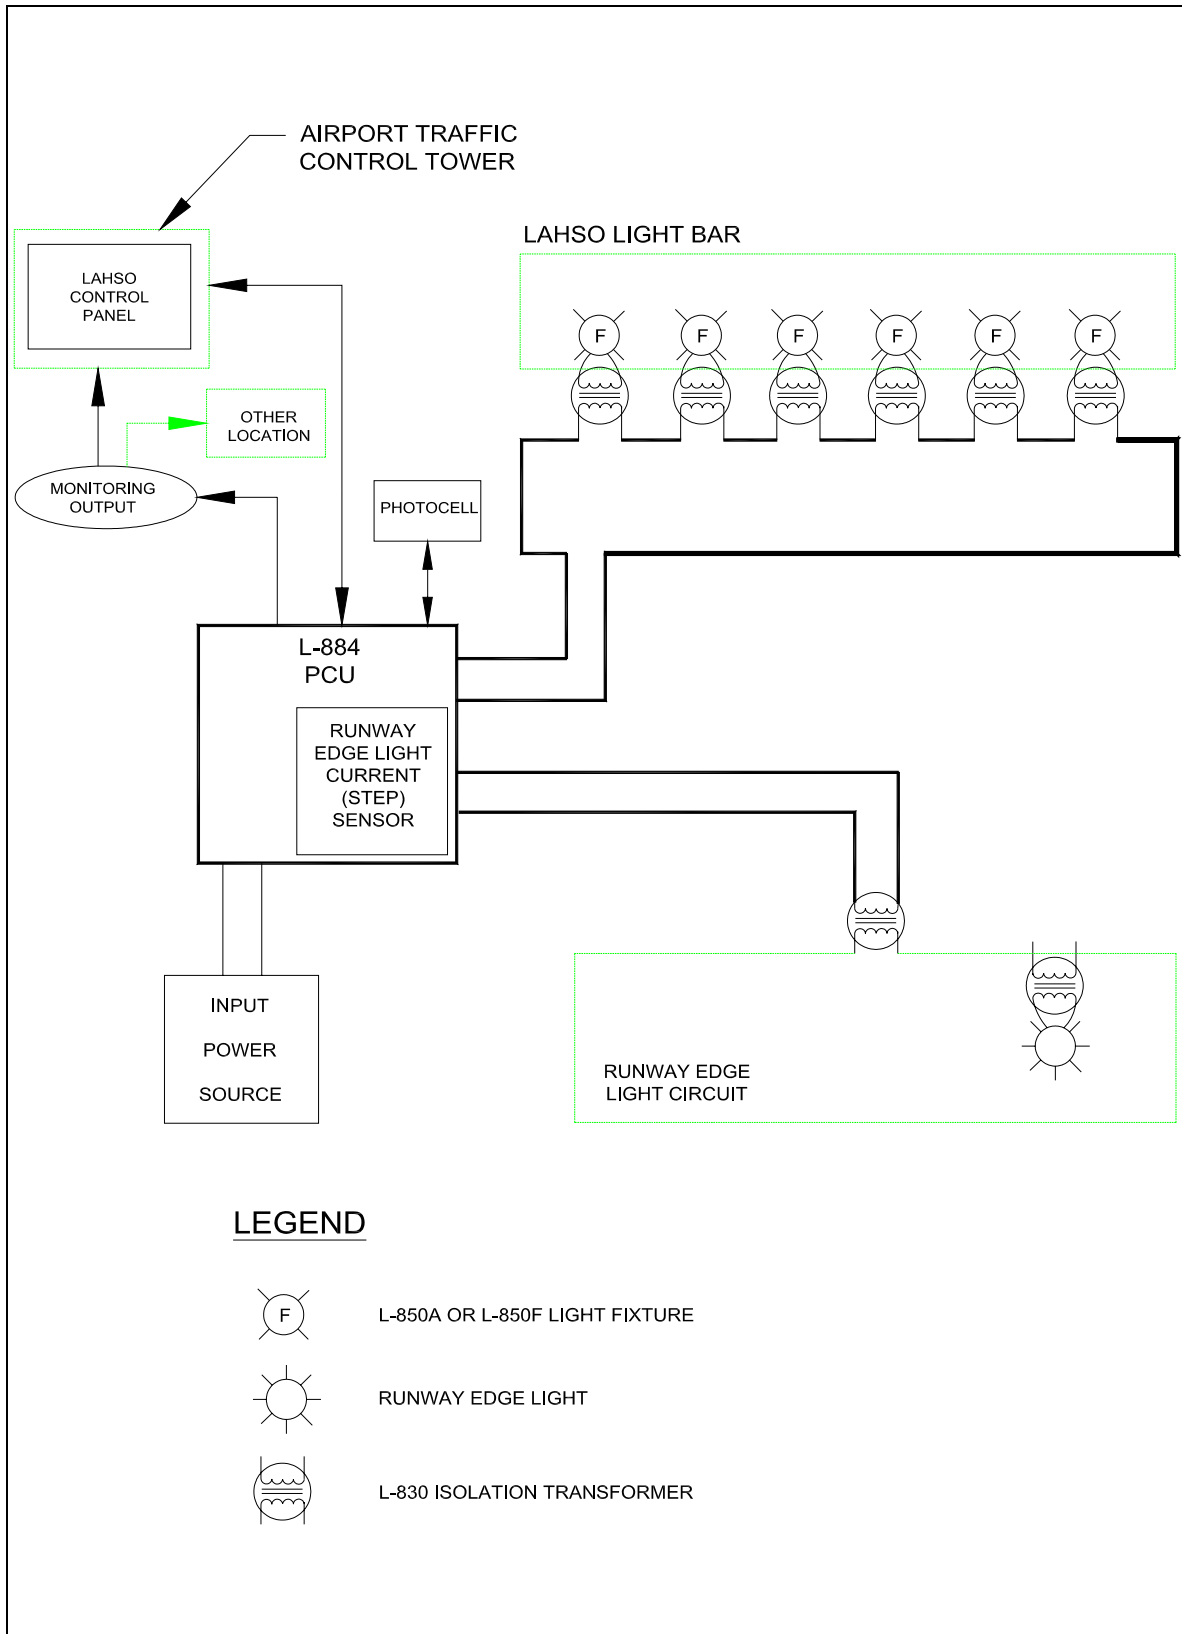 AIRPORT TRAFFIC
CONTROL TOWER
LAHSO
CONTROL
PANEL
LAHSO LIGHT BAR
F
F
F
F
F
F
OTHER
LOCATION
MONITORING
OUTPUT
PHOTOCELL
L-884
PCU
RUNWAY
EDGE LIGHT
CURRENT
(STEP)
SENSOR
INPUT
POWER
SOURCE
RUNWAY EDGE
LIGHT CIRCUIT
LEGEND
F
L-850A OR L-850F LIGHT FIXTURE
RUNWAY EDGE LIGHT
L-830 ISOLATION TRANSFORMER